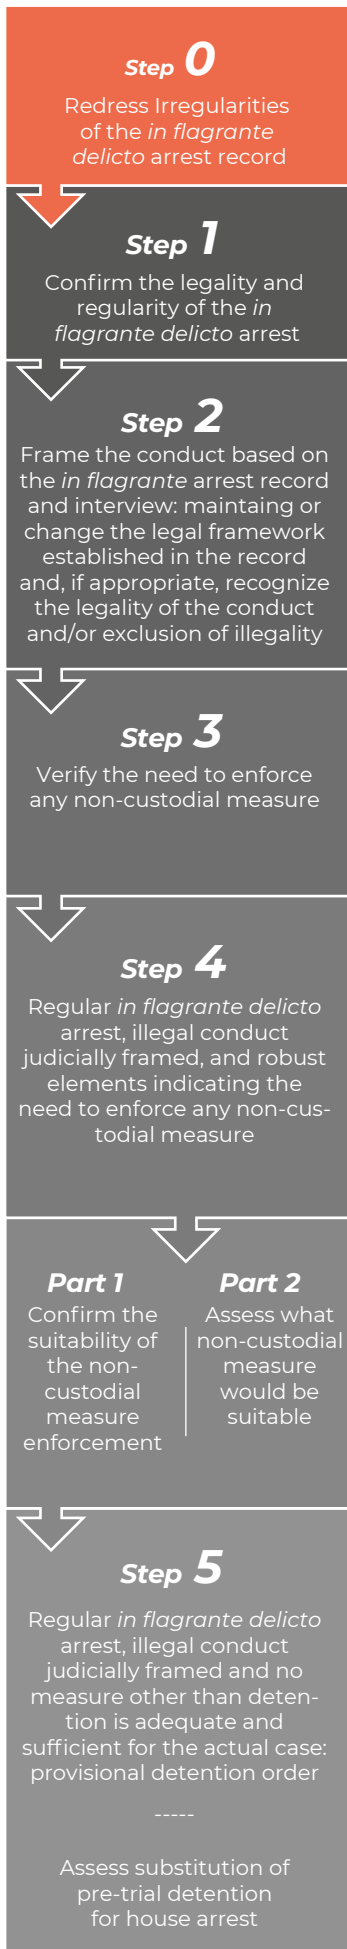 Step 0
Redress Irregularities
of the in flagrante
delicto arrest record
Step 1
Confirm the legality and
regularity of the in
flagrante delicto arrest
Step 2
Frame the conduct based on
the in flagrante arrest record
and interview: maintaing or
change the legal framework
established in the record
and, if appropriate, recognize
the legality of the conduct
and/or exclusion of illegality
Step 3
Verify the need to enforce
any non-custodial measure
Step 4
Regular in flagrante delicto
arrest, illegal conduct
judicially framed, and robust
elements indicating the
need to enforce any non-cus-
todial measure
Part 1
Confirm the
suitability of
the non-
custodial
measure
enforcement
Part 2
Assess what
non-custodial
measure
would be
suitable
Step 5
Regular in flagrante delicto
arrest, illegal conduct
judicially framed and no
measure other than deten-
tion is adequate and
sufficient for the actual case:
provisional detention order
-----
Assess substitution of
pre-trial detention
for house arrest